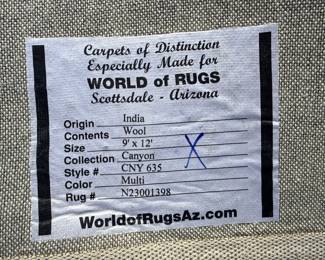 Carpets of Distinction
Especially Made for
WORLD of RUGS
Scottsdale - Arizona
Origin India
Contents Wool
Size 9' x 12'
Collection Canyon
Style # CNY 635
Color Multi
Rug # N23001398
X
WorldofRugsAz.com